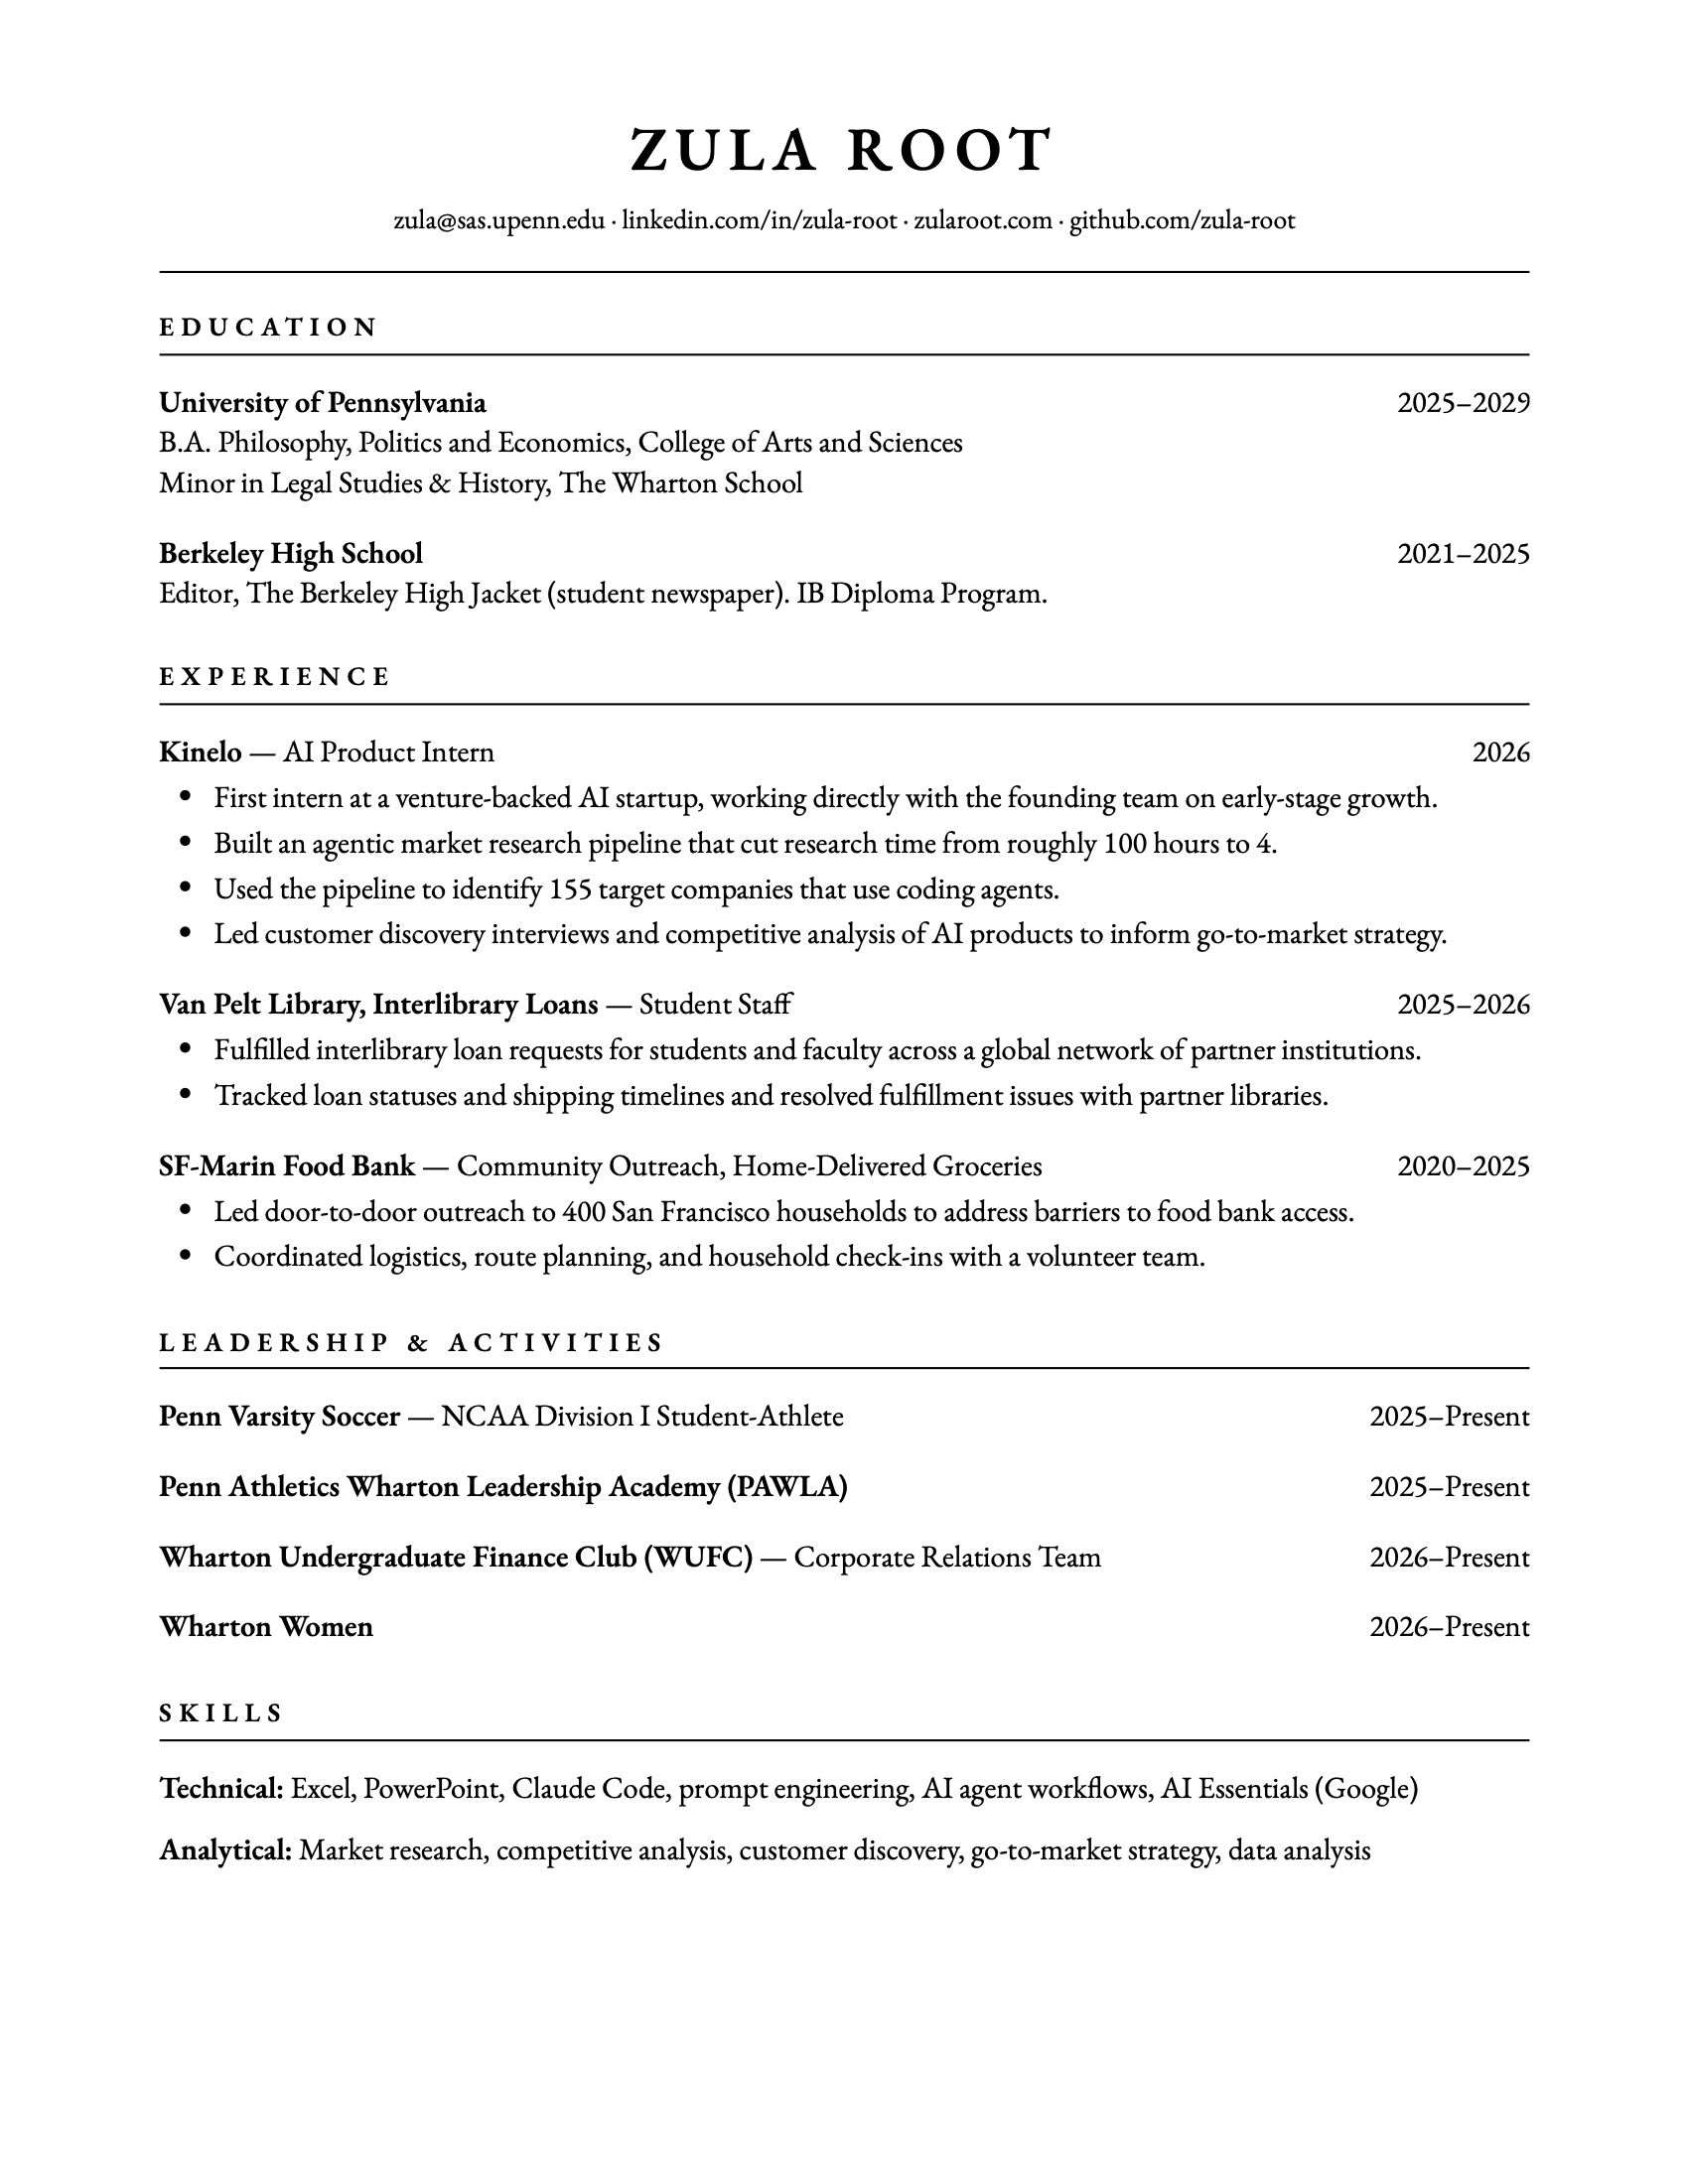 ZULA ROOT
zula@sas.upenn.edu · linkedin.com/in/zula-root · zularoot.com · github.com/zula-root
EDUCATION
University of Pennsylvania 2025–2029
B.A. Philosophy, Politics and Economics, College of Arts and Sciences
Minor in Legal Studies & History, The Wharton School
Berkeley High School 2021–2025
Editor, The Berkeley High Jacket (student newspaper). IB Diploma Program.
EXPERIENCE
Kinelo — AI Product Intern 2026
• First intern at a venture-backed AI startup, working directly with the founding team on early-stage growth.
• Built an agentic market research pipeline that cut research time from roughly 100 hours to 4.
• Used the pipeline to identify 155 target companies that use coding agents.
• Led customer discovery interviews and competitive analysis of AI products to inform go-to-market strategy.
Van Pelt Library, Interlibrary Loans — Student Staff 2025–2026
• Fulfilled interlibrary loan requests for students and faculty across a global network of partner institutions.
• Tracked loan statuses and shipping timelines and resolved fulfillment issues with partner libraries.
SF-Marin Food Bank — Community Outreach, Home-Delivered Groceries 2020–2025
• Led door-to-door outreach to 400 San Francisco households to address barriers to food bank access.
• Coordinated logistics, route planning, and household check-ins with a volunteer team.
LEADERSHIP & ACTIVITIES
Penn Varsity Soccer — NCAA Division I Student-Athlete 2025–Present
Penn Athletics Wharton Leadership Academy (PAWLA) 2025–Present
Wharton Undergraduate Finance Club (WUFC) — Corporate Relations Team 2026–Present
Wharton Women 2026–Present
SKILLS
Technical: Excel, PowerPoint, Claude Code, prompt engineering, AI agent workflows, AI Essentials (Google)
Analytical: Market research, competitive analysis, customer discovery, go-to-market strategy, data analysis